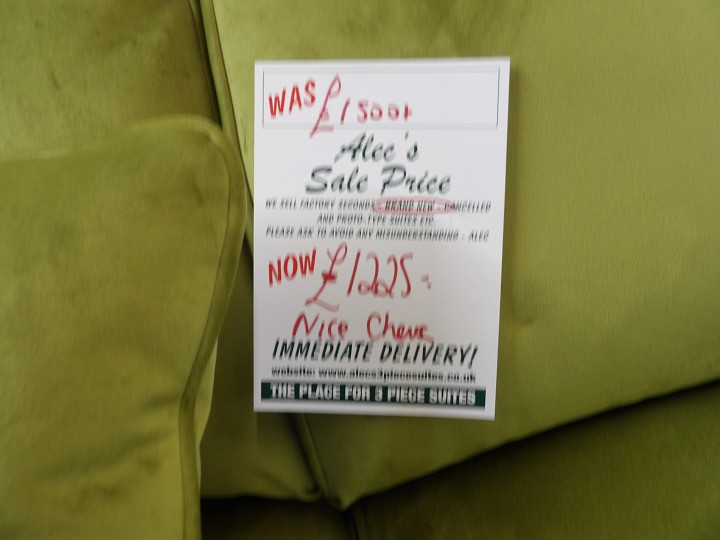 WAS £1500+
Alec's
Sale Price
WE SELL FACTORY SECONDS - BRAND NEW - CANCELLED
AND PROTO-TYPE SUITES ETC
PLEASE ASK TO AVOID ANY MISUNDERSTANDING - ALEC
NOW £1225
Nice
IMMEDIATE DELIVERY!
website: www.alecs3piecesuites.co.uk
THE PLACE FOR 3 PIECE SUITES